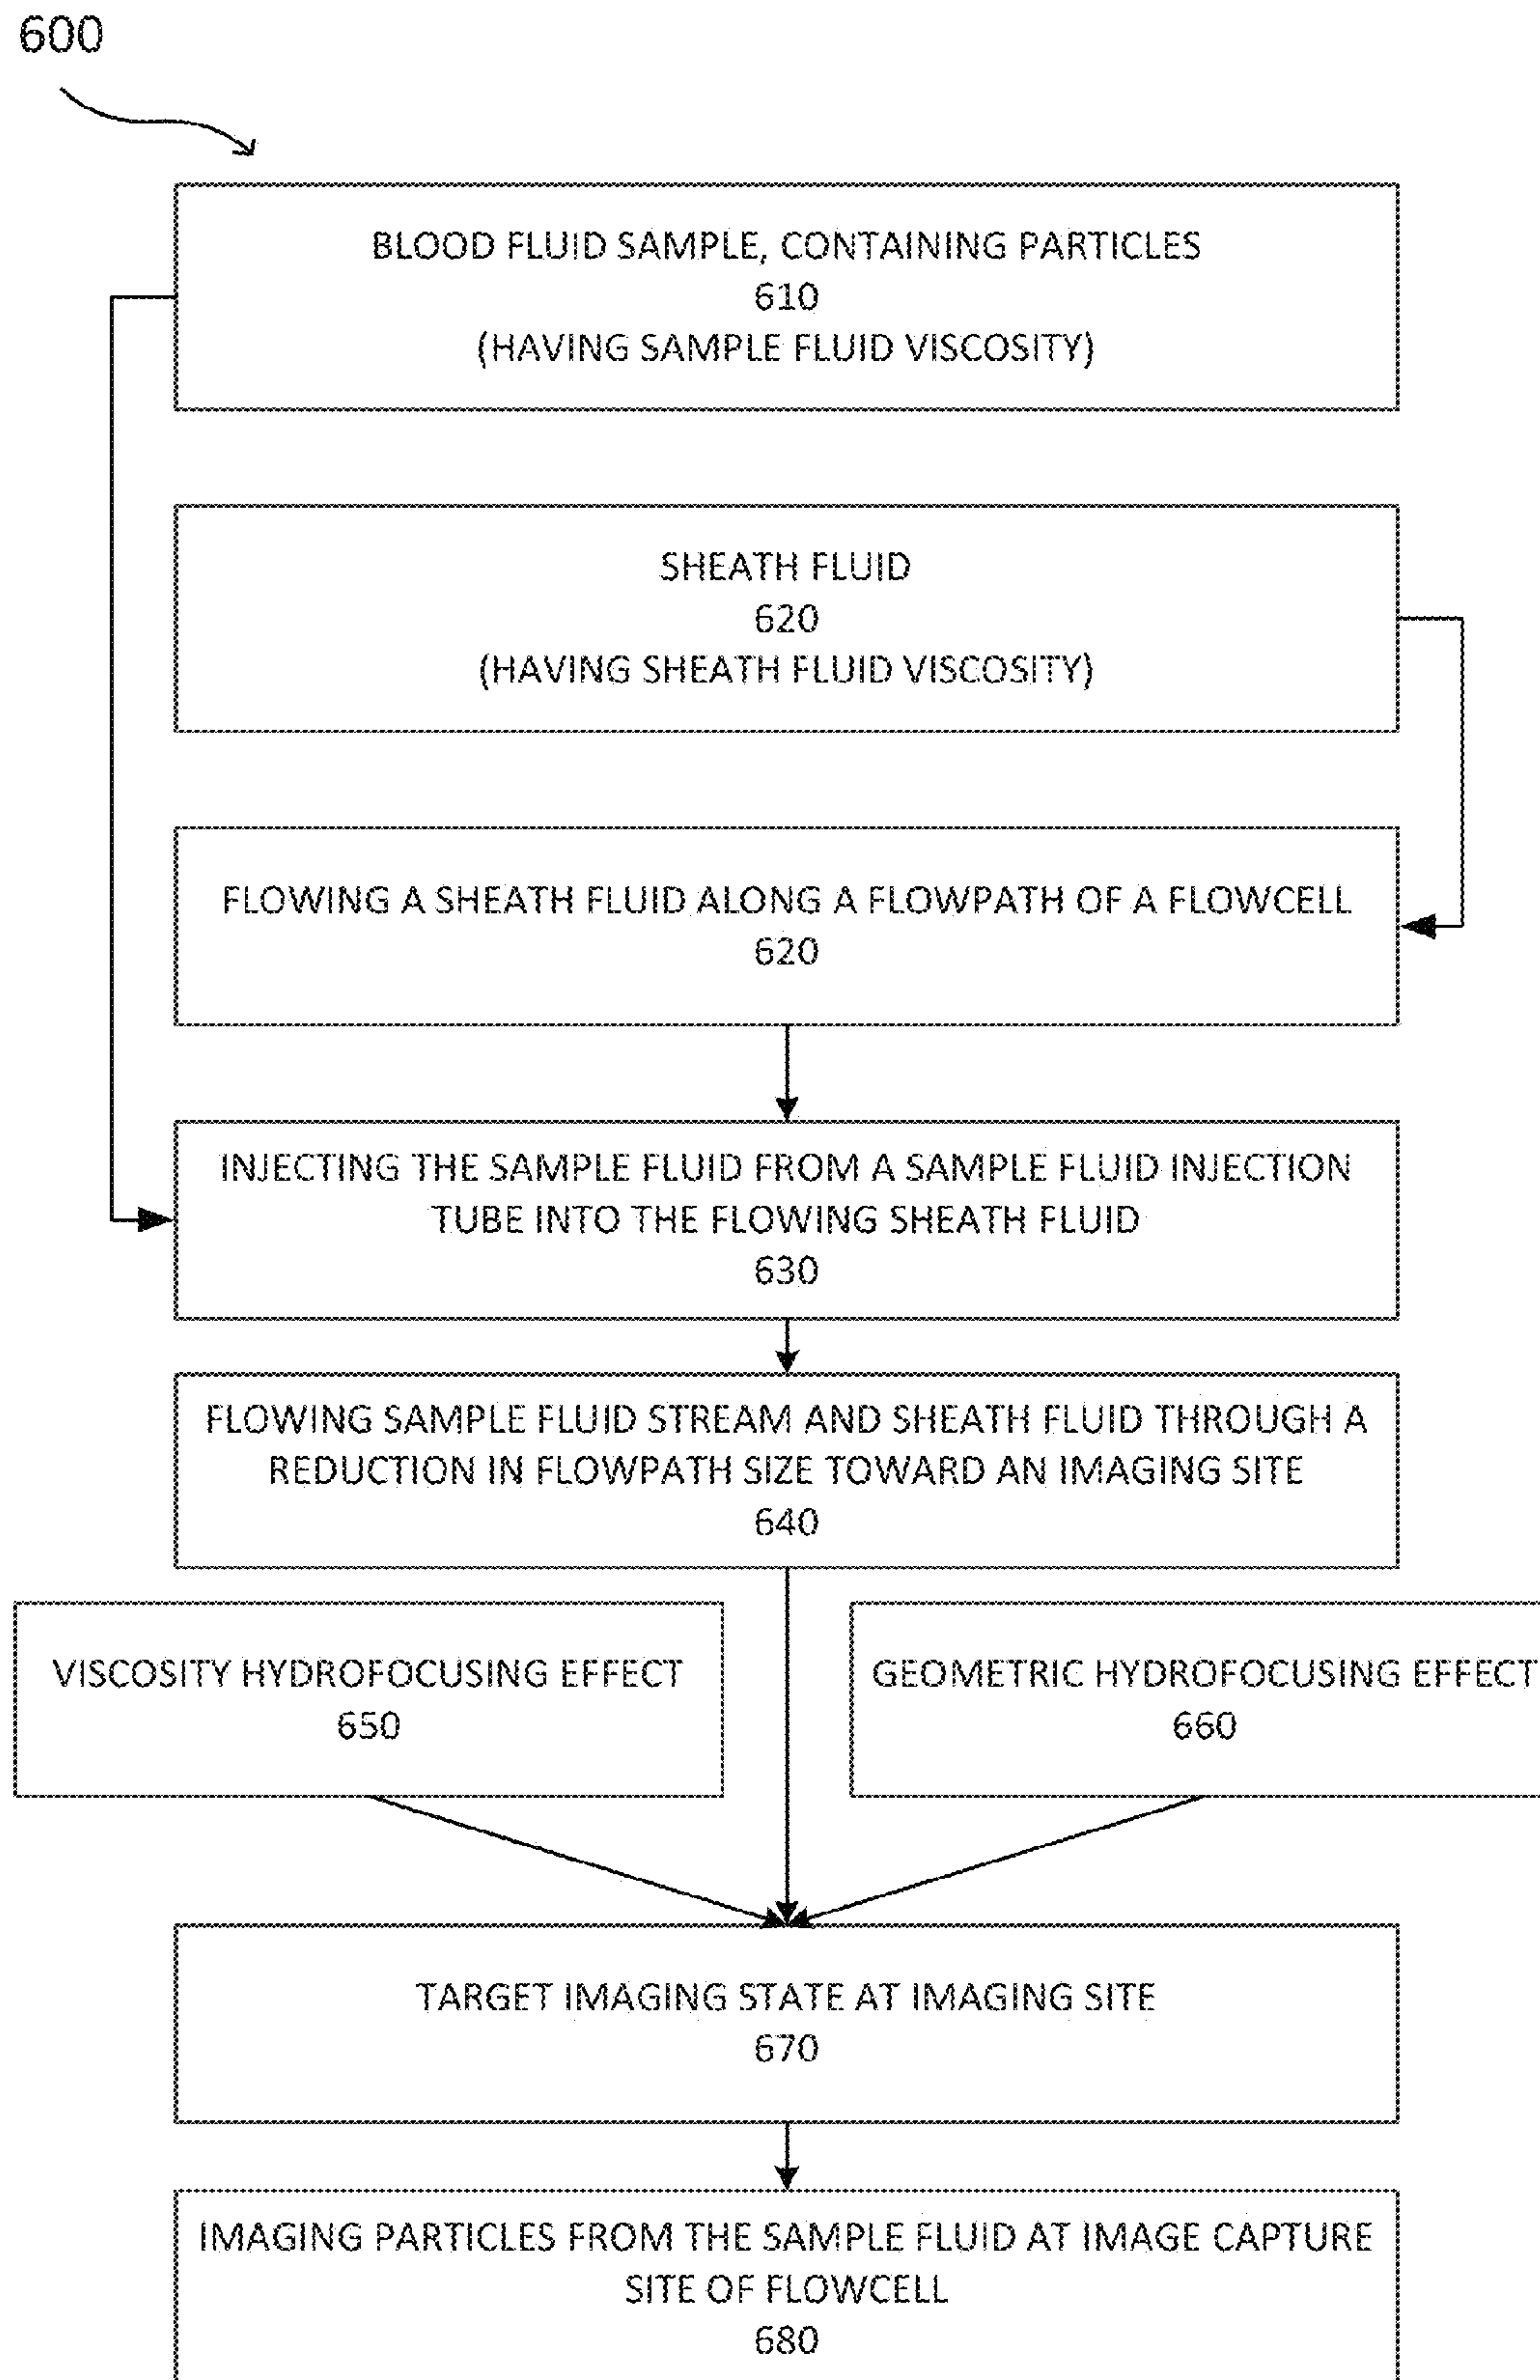 600
BLOOD FLUID SAMPLE, CONTAINING PARTICLES
610
(HAVING SAMPLE FLUID VISCOSITY)
SHEATH FLUID
620
(HAVING SHEATH FLUID VISCOSITY)
FLOWING A SHEATH FLUID ALONG A FLOWPATH OF A FLOWCELL
620
INJECTING THE SAMPLE FLUID FROM A SAMPLE FLUID INJECTION
TUBE INTO THE FLOWING SHEATH FLUID
630
FLOWING SAMPLE FLUID STREAM AND SHEATH FLUID THROUGH A
REDUCTION IN FLOWPATH SIZE TOWARD AN IMAGING SITE
640
VISCOSITY HYDROFOCUSING EFFECT
650
GEOMETRIC HYDROFOCUSING EFFECT
660
TARGET IMAGING STATE AT IMAGING SITE
670
IMAGING PARTICLES FROM THE SAMPLE FLUID AT IMAGE CAPTURE
SITE OF FLOWCELL
680